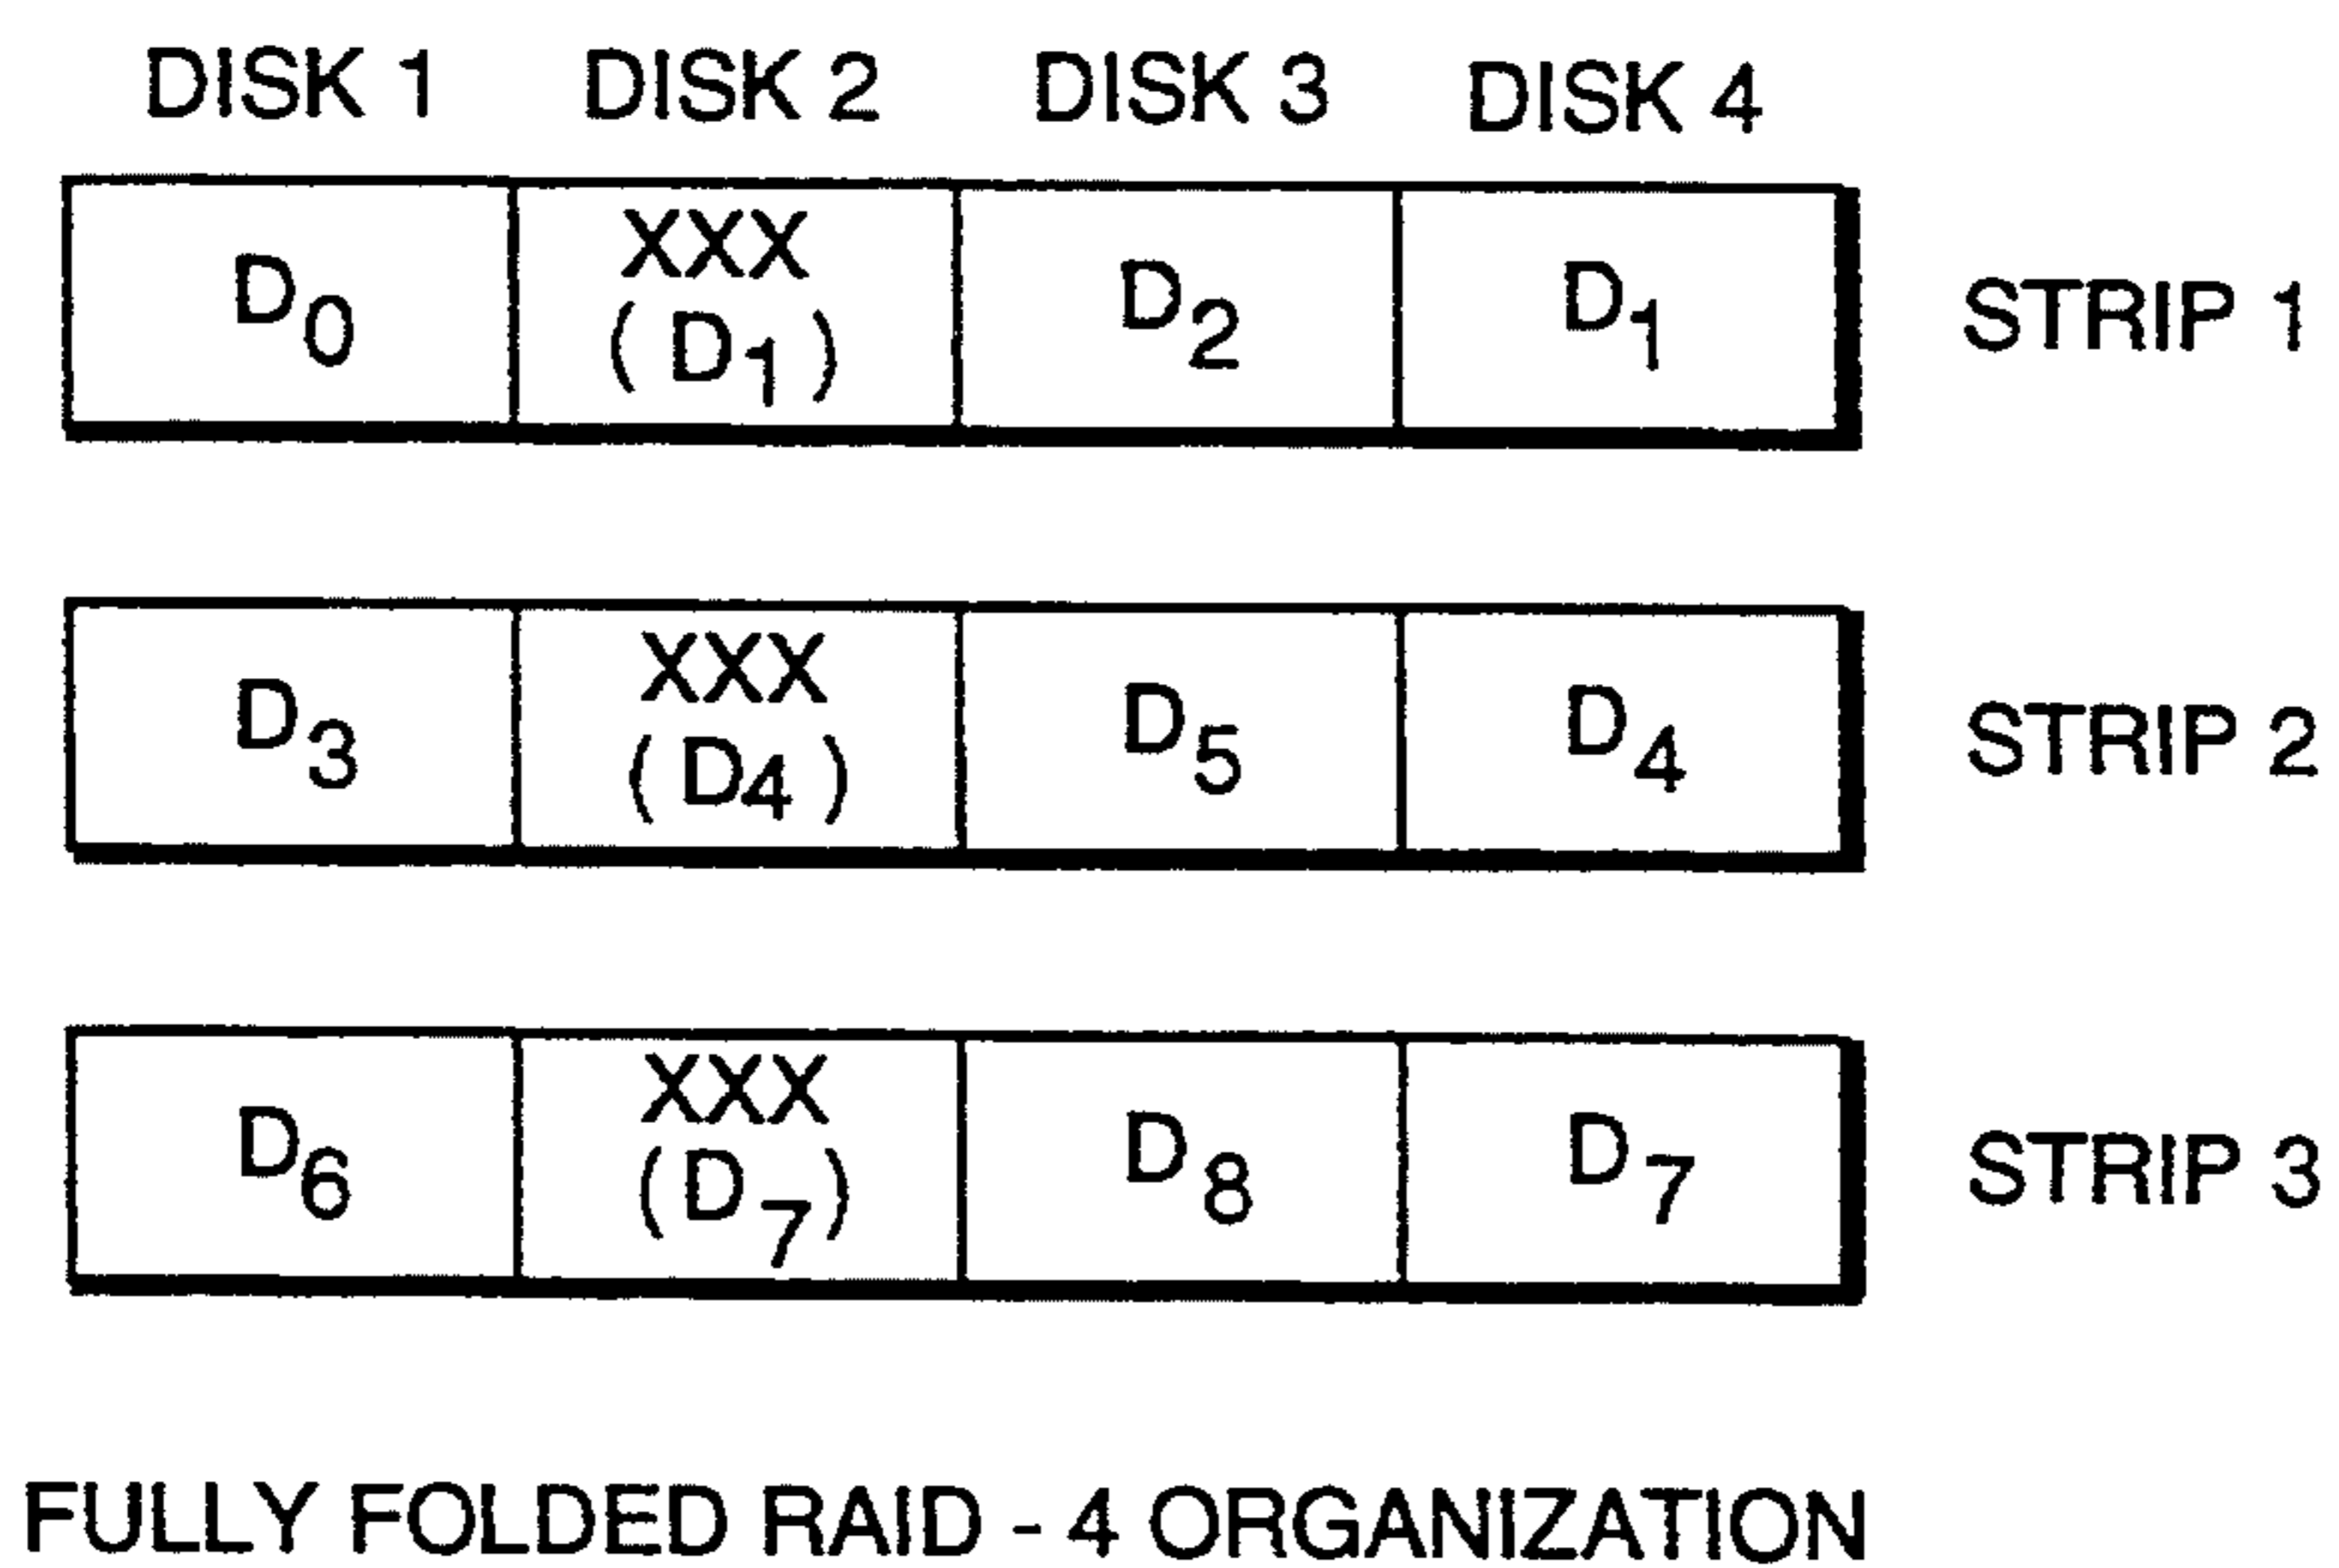 DISK 1 DISK 2 DISK 3 DISK 4
D0 XXX (D1) D2 D1 STRIP 1
D3 XXX (D4) D5 D4 STRIP 2
D6 XXX (D7) D8 D7 STRIP 3
FULLY FOLDED RAID - 4 ORGANIZATION